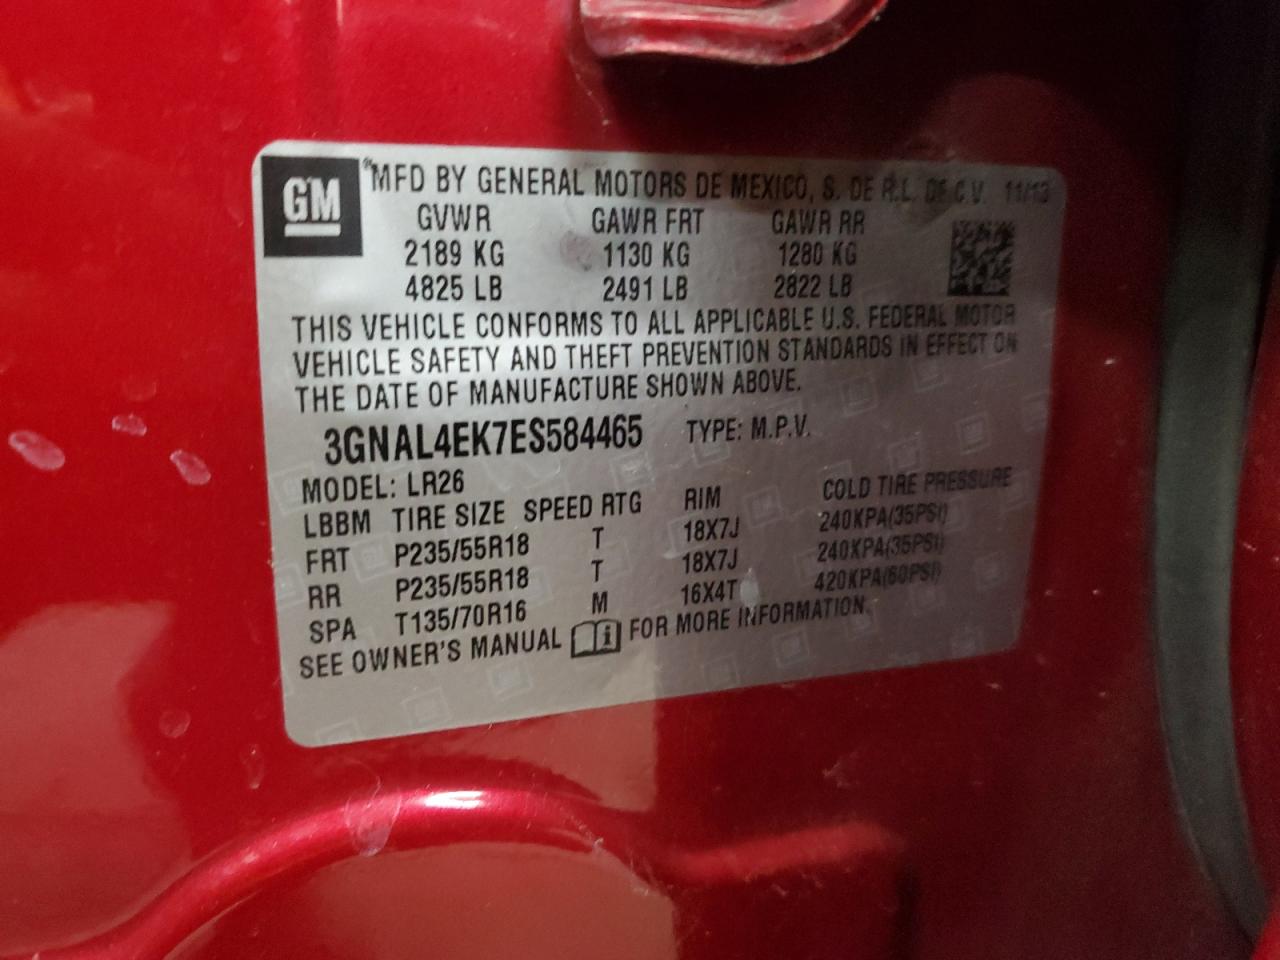 GM
® MFD BY GENERAL MOTORS DE MEXICO, S. DE R.L. DE C.V. 11/13
GVWR GAWR FRT GAWR RR
2189 KG 1130 KG 1280 KG
4825 LB 2491 LB 2822 LB
THIS VEHICLE CONFORMS TO ALL APPLICABLE U.S. FEDERAL MOTOR
VEHICLE SAFETY AND THEFT PREVENTION STANDARDS IN EFFECT ON
THE DATE OF MANUFACTURE SHOWN ABOVE.
3GNAL4EK7ES584465 TYPE: M.P.V.
MODEL: LR26
LBBM TIRE SIZE SPEED RTG RIM COLD TIRE PRESSURE
FRT P235/55R18 T 18X7J 240KPA(35PSI)
RR P235/55R18 T 18X7J 240KPA(35PSI)
SPA T135/70R16 M 16X4T 420KPA(60PSI)
SEE OWNER'S MANUAL i FOR MORE INFORMATION.